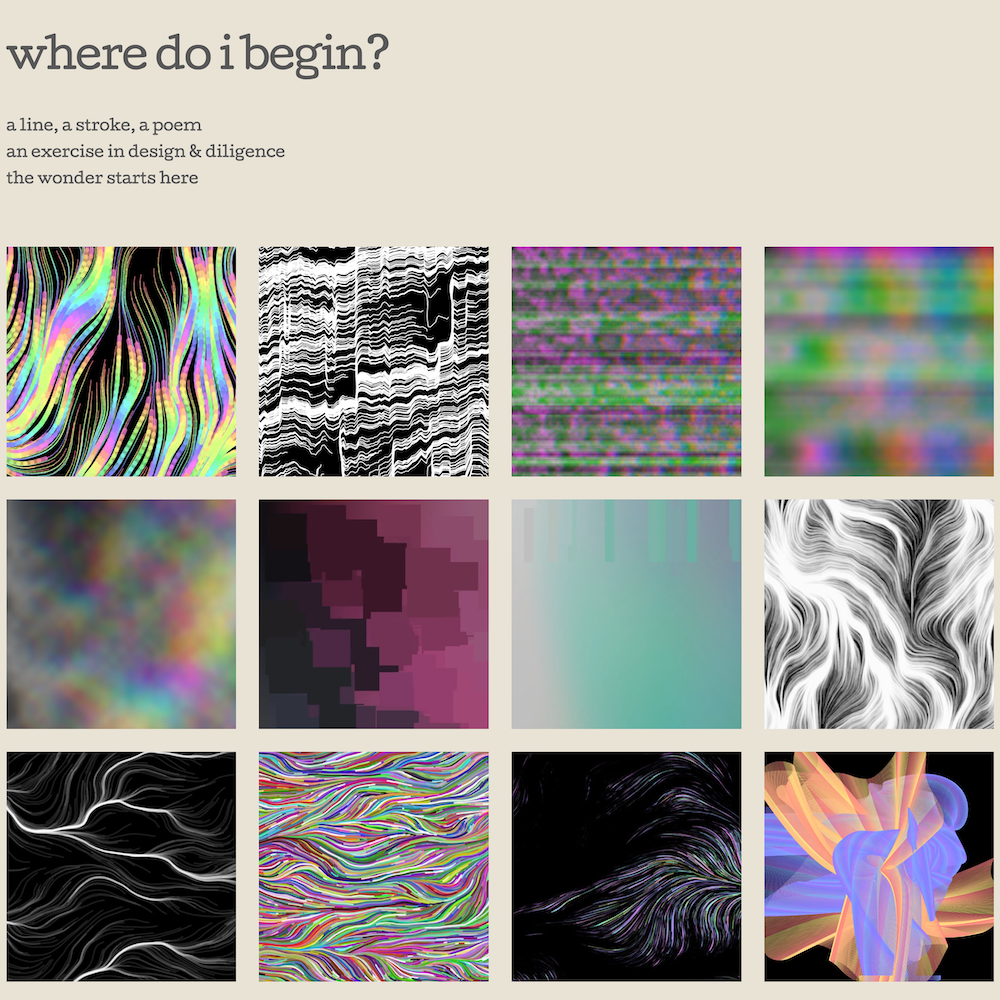 where do i begin?
a line, a stroke, a poem
an exercise in design & diligence
the wonder starts here